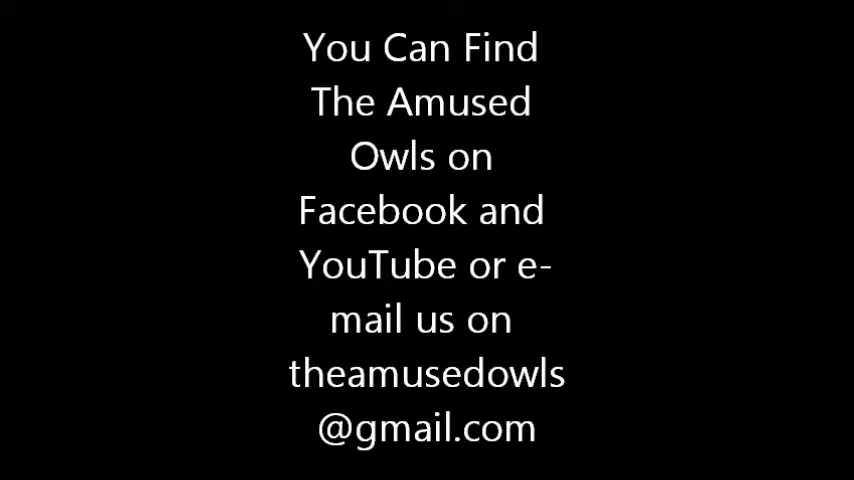 You Can Find
The Amused
Owls on
Facebook and
YouTube or e-
mail us on
theamusedowls
@gmail.com